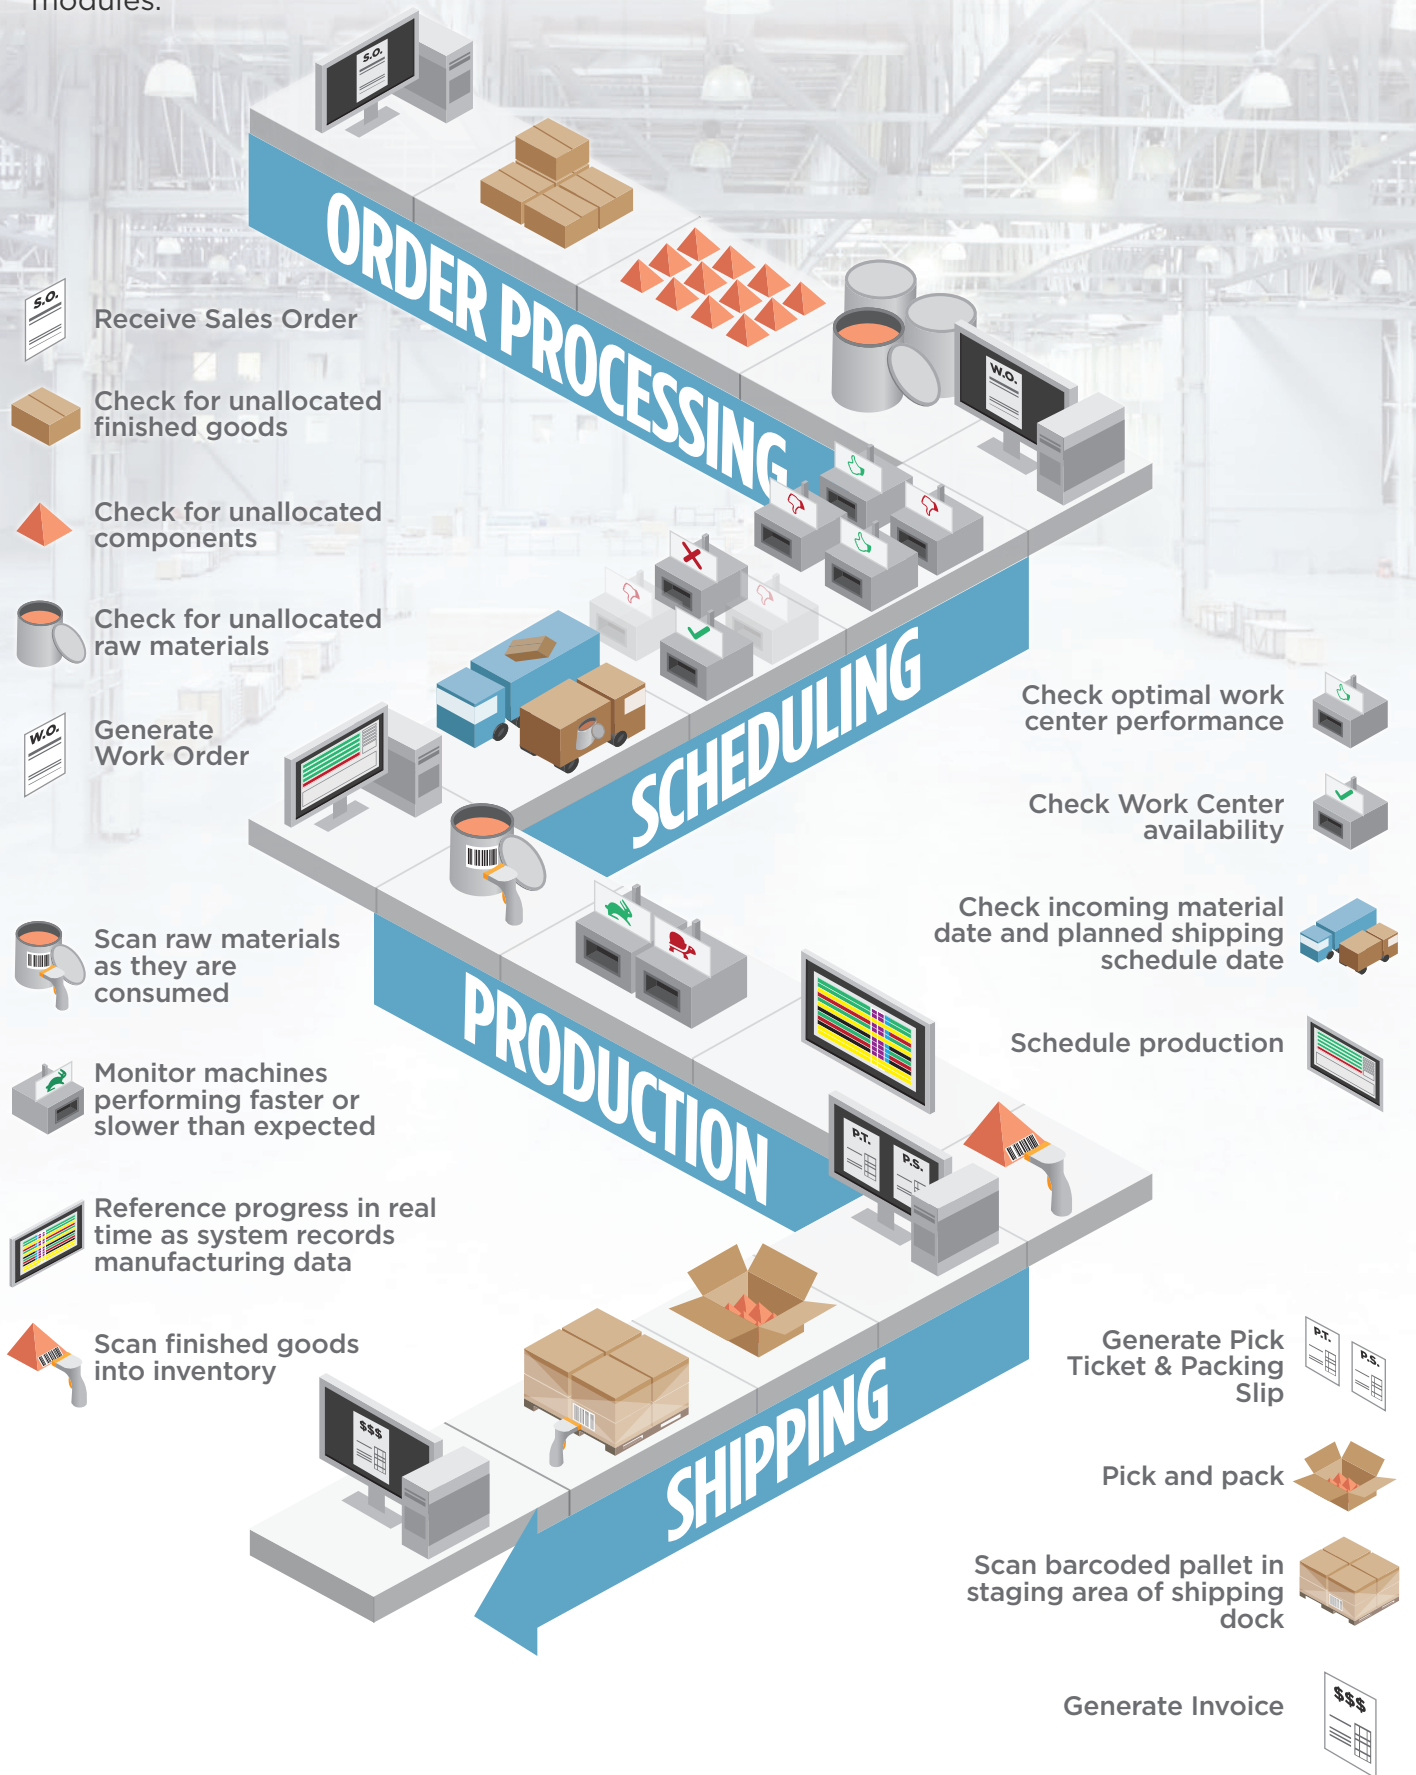 modules.
S.O.
ORDER PROCESSING
W.O.
S.O.
Receive Sales Order
Check for unallocated
finished goods
Check for unallocated
components
Check for unallocated
raw materials
W.O.
Generate
Work Order
SCHEDULING
Check optimal work
center performance
Check Work Center
availability
Check incoming material
date and planned shipping
schedule date
Schedule production
PRODUCTION
Scan raw materials
as they are
consumed
Monitor machines
performing faster or
slower than expected
Reference progress in real
time as system records
manufacturing data
Scan finished goods
into inventory
P.T.
P.S.
SHIPPING
$$$
Generate Pick
Ticket & Packing
Slip
P.T.
P.S.
Pick and pack
Scan barcoded pallet in
staging area of shipping
dock
Generate Invoice
$$$